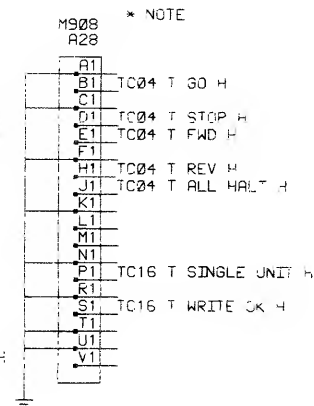 * NOTE
M908
A28
A1
B1 TC04 T GO H
C1
D1 TC04 T STOP H
E1 TC04 T FWD H
F1
H1 TC04 T REV H
J1 TC04 T ALL HALT H
K1
L1
M1
N1
P1 TC16 T SINGLE UNIT H
R1
S1 TC16 T WRITE OK H
T1
U1
H V1